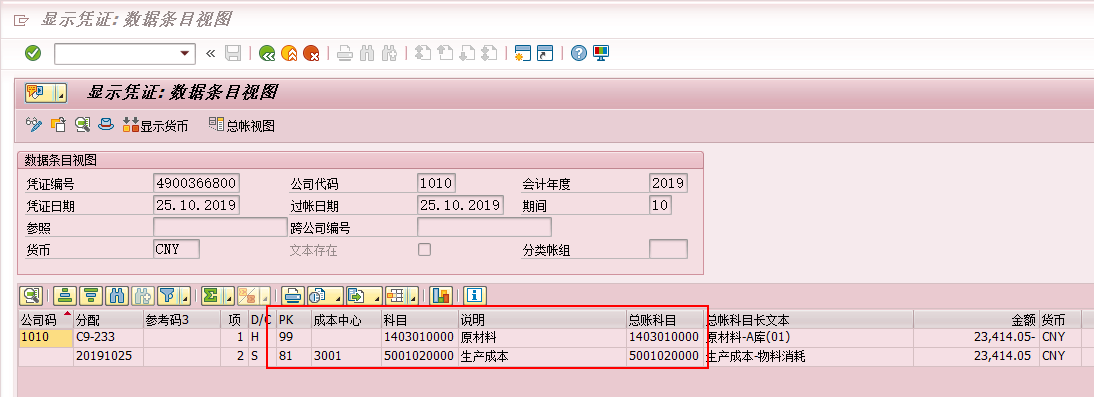 显示凭证: 数据条目视图
«
显示凭证: 数据条目视图
显示货币 总帐视图
数据条目视图
凭证编号 4900366800 公司代码 1010 会计年度 2019
凭证日期 25.10.2019 过帐日期 25.10.2019 期间 10
参照 跨公司编号
货币 CNY 文本存在 分类帐组
公司码 分配 参考码3 项 D/C PK 成本中心 科目 说明 总账科目 总帐科目长文本 金额 货币
1010 C9-233 1 H 99 1403010000 原材料 1403010000 原材料-A库(01) 23,414.05- CNY
20191025 2 S 81 3001 5001020000 生产成本 5001020000 生产成本-物料消耗 23,414.05 CNY